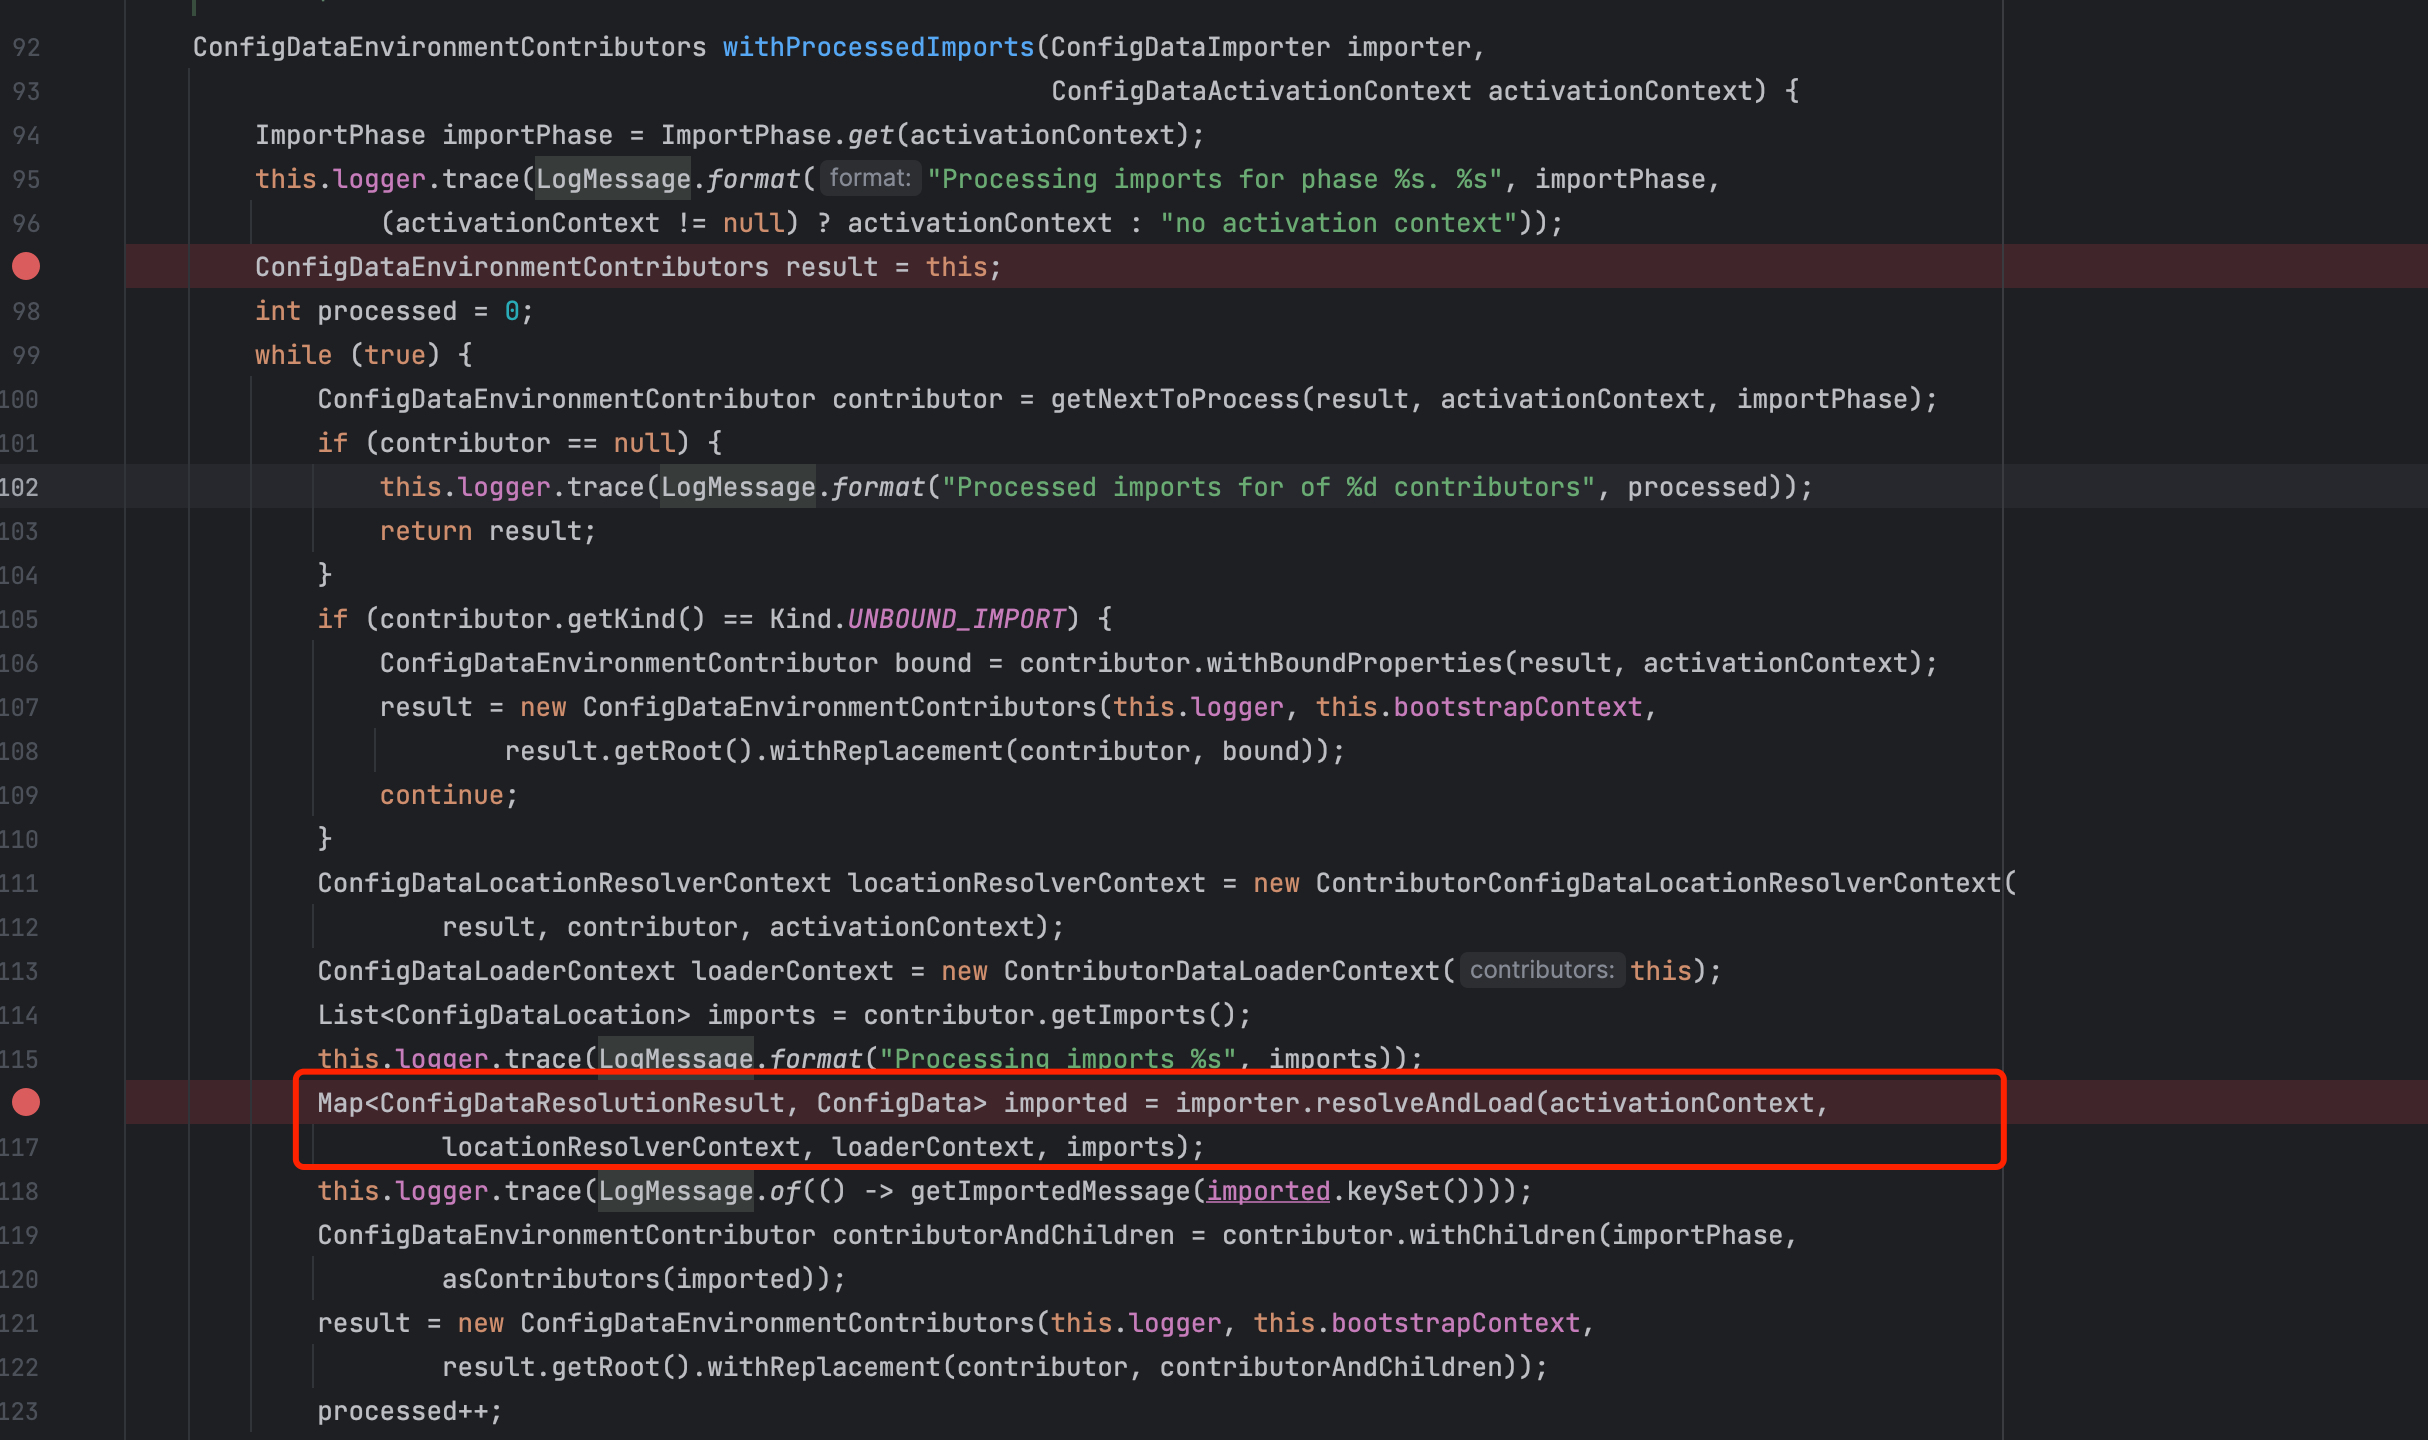 92 ConfigDataEnvironmentContributors withProcessedImports(ConfigDataImporter importer,
93 ConfigDataActivationContext activationContext) {
94 ImportPhase importPhase = ImportPhase.get(activationContext);
95 this.logger.trace(LogMessage.format( format: "Processing imports for phase %s. %s", importPhase,
96 (activationContext != null) ? activationContext : "no activation context"));
ConfigDataEnvironmentContributors result = this;
98 int processed = 0;
99 while (true) {
100 ConfigDataEnvironmentContributor contributor = getNextToProcess(result, activationContext, importPhase);
101 if (contributor == null) {
102 this.logger.trace(LogMessage.format("Processed imports for of %d contributors", processed));
103 return result;
104 }
105 if (contributor.getKind() == Kind.UNBOUND_IMPORT) {
106 ConfigDataEnvironmentContributor bound = contributor.withBoundProperties(result, activationContext);
107 result = new ConfigDataEnvironmentContributors(this.logger, this.bootstrapContext,
108 result.getRoot().withReplacement(contributor, bound));
109 continue;
110 }
111 ConfigDataLocationResolverContext locationResolverContext = new ContributorConfigDataLocationResolverContext(
112 result, contributor, activationContext);
113 ConfigDataLoaderContext loaderContext = new ContributorDataLoaderContext( contributors: this);
114 List<ConfigDataLocation> imports = contributor.getImports();
115 this.logger.trace(LogMessage.format("Processing imports %s", imports));
Map<ConfigDataResolutionResult, ConfigData> imported = importer.resolveAndLoad(activationContext,
117 locationResolverContext, loaderContext, imports);
118 this.logger.trace(LogMessage.of(() -> getImportedMessage(imported.keySet())));
119 ConfigDataEnvironmentContributor contributorAndChildren = contributor.withChildren(importPhase,
120 asContributors(imported));
121 result = new ConfigDataEnvironmentContributors(this.logger, this.bootstrapContext,
122 result.getRoot().withReplacement(contributor, contributorAndChildren));
123 processed++;